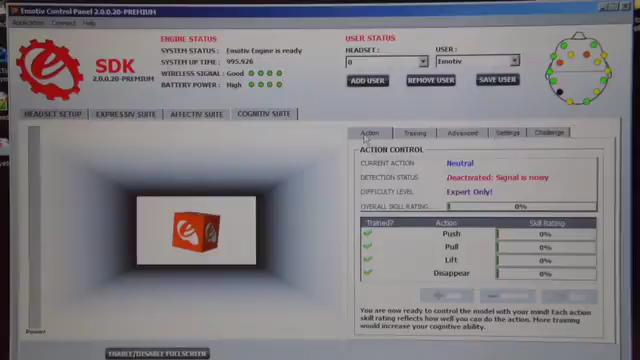 Emotiv Control Panel 2.0.0.20-PREMIUM
Application Connect Help
SDK
2.0.0.20-PREMIUM
ENGINE STATUS
SYSTEM STATUS : Emotiv Engine is ready
SYSTEM UP TIME : 995.926
WIRELESS SIGNAL : Good
BATTERY POWER : High
USER STATUS
HEADSET: USER:
0 Emotiv
ADD USER REMOVE USER SAVE USER
HEADSET SETUP EXPRESSIV SUITE AFFECTIV SUITE COGNITIV SUITE
Action Training Advanced Settings Challenge
ACTION CONTROL
CURRENT ACTION Neutral
DETECTION STATUS Deactivated: Signal is noisy
DIFFICULTY LEVEL Expert Only!
OVERALL SKILL RATING 0%
Trained? Action Skill Rating
Push 0%
Pull 0%
Lift 0%
Disappear 0%
You are now ready to control the model with your mind! Each action
skill rating reflects how well you can do the action. More training
would increase your cognitiv ability.
Power
ENABLE/DISABLE FULLSCREEN